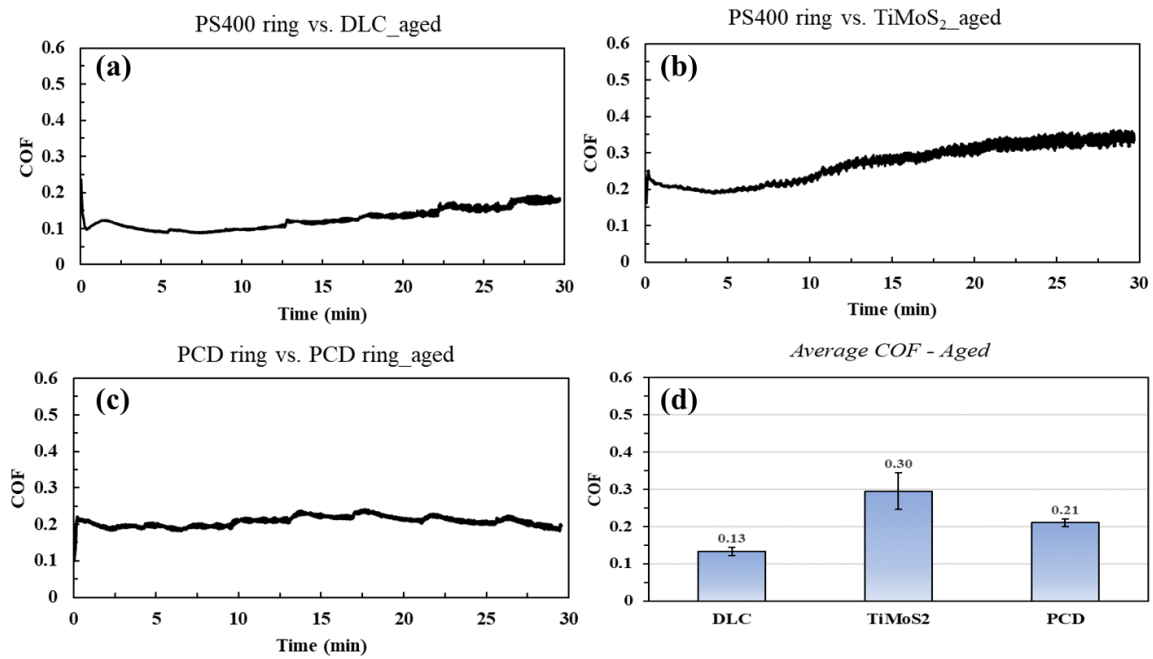 PS400 ring vs. DLC_aged
(a)
0.6
0.5
0.4
0.3
0.2
0.1
0
COF
0 5 10 15 20 25 30
Time (min)
PS400 ring vs. TiMoS₂_aged
(b)
0.6
0.5
0.4
0.3
0.2
0.1
0
COF
0 5 10 15 20 25 30
Time (min)
PCD ring vs. PCD ring_aged
(c)
0.6
0.5
0.4
0.3
0.2
0.1
0
COF
0 5 10 15 20 25 30
Time (min)
Average COF - Aged
(d)
0.6
0.5
0.4
0.3
0.2
0.1
0
COF
0.13
0.30
0.21
DLC TiMoS2 PCD